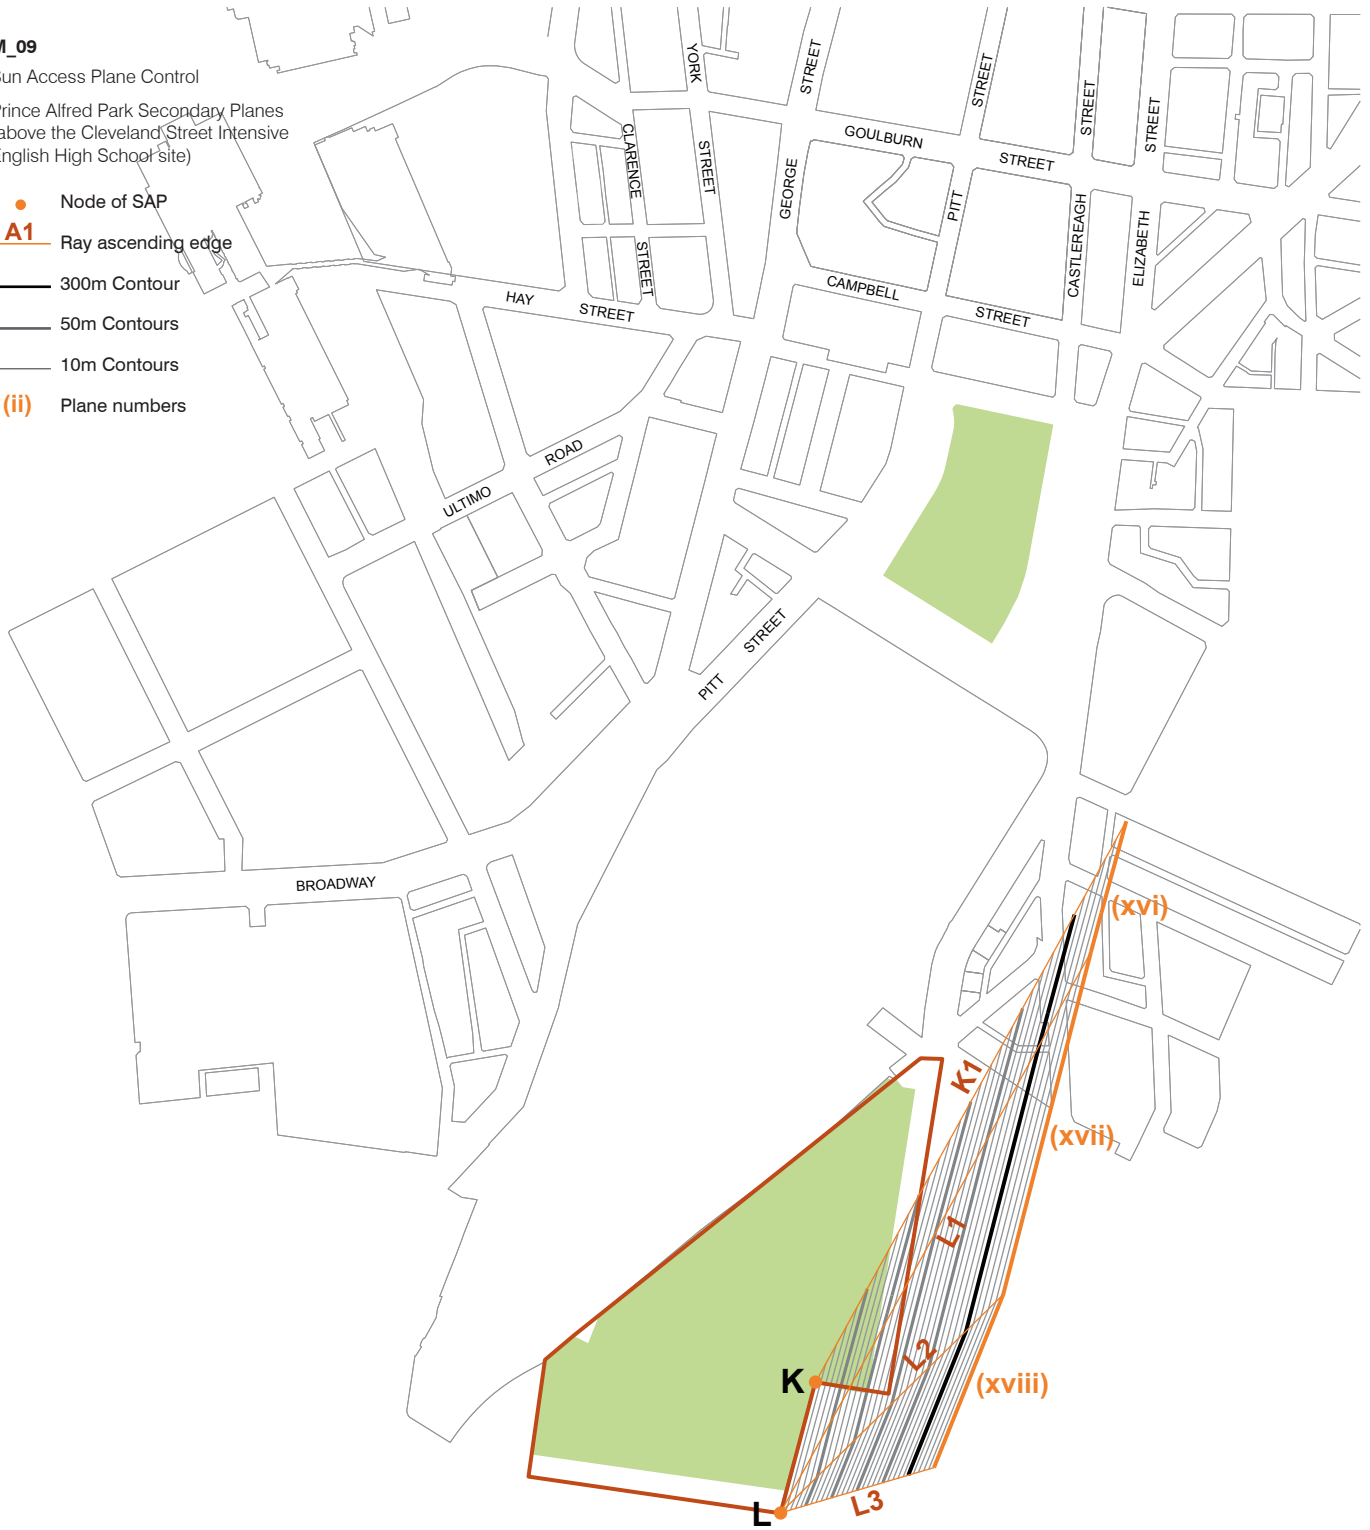 M_09
Sun Access Plane Control
Prince Alfred Park Secondary Planes
(above the Cleveland Street Intensive
English High School site)
Node of SAP
A1
Ray ascending edge
300m Contour
50m Contours
10m Contours
(ii)
Plane numbers
YORK
STREET
CLARENCE
STREET
STREET
GEORGE
STREET
GOULBURN
STREET
PITT
STREET
CASTLEREAGH
STREET
ELIZABETH
STREET
CAMPBELL
STREET
HAY
STREET
ULTIMO
ROAD
PITT
STREET
BROADWAY
(xvi)
K1
(xvii)
L1
L2
K
(xviii)
L3
L